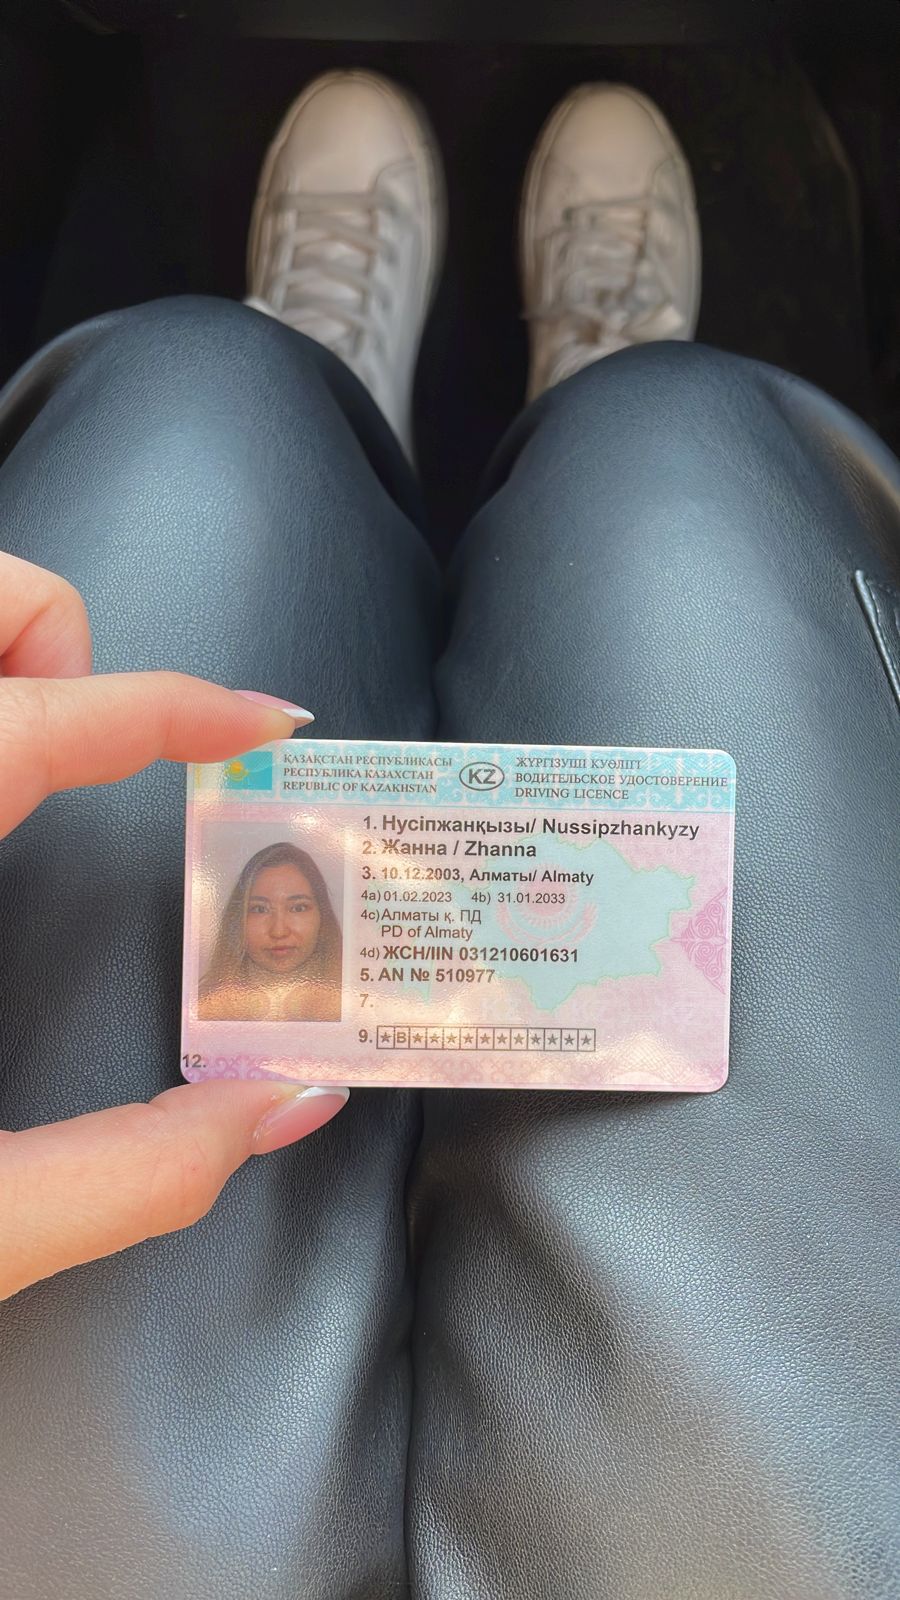 ҚАЗАҚСТАН РЕСПУБЛИКАСЫ
РЕСПУБЛИКА КАЗАХСТАН
REPUBLIC OF KAZAKHSTAN
KZ
ЖҮРГІЗУШІ КУӘЛІГІ
ВОДИТЕЛЬСКОЕ УДОСТОВЕРЕНИЕ
DRIVING LICENCE
1. Нусіпжанқызы/ Nussipzhankyzy
2. Жанна / Zhanna
3. 10.12.2003, Алматы/ Almaty
4a) 01.02.2023 4b) 31.01.2033
4c) Алматы қ. ПД
PD of Almaty
4d) ЖСН/IIN 031210601631
5. AN № 510977
7.
9. ★B★★★★★★★★★★★
12.